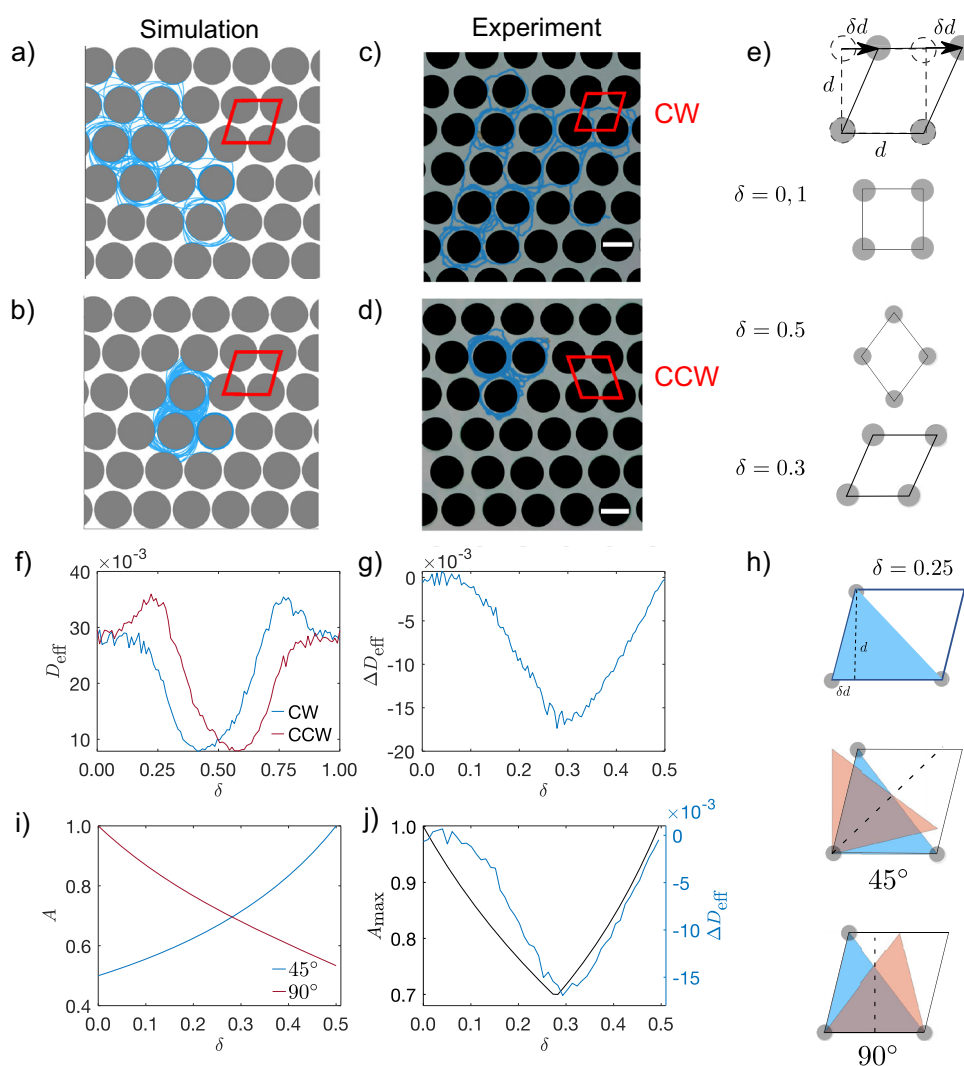 Simulation
Experiment
a)
c)
CW
b)
d)
CCW
e)
δd δd
d
d
δ = 0, 1
δ = 0.5
δ = 0.3
f)
×10⁻³
40
30
20
10
D_eff
0.00 0.25 0.50 0.75 1.00
δ
CW
CCW
g)
×10⁻³
0
-5
-10
-15
-20
ΔD_eff
0.0 0.1 0.2 0.3 0.4 0.5
δ
h)
δ = 0.25
d
δd
45°
90°
i)
1.0
0.8
0.6
0.4
A
0.0 0.1 0.2 0.3 0.4 0.5
δ
45°
90°
j)
1.0
0.9
0.8
0.7
A_max
0.0 0.1 0.2 0.3 0.4 0.5
δ
×10⁻³
0
-5
-10
-15
ΔD_eff